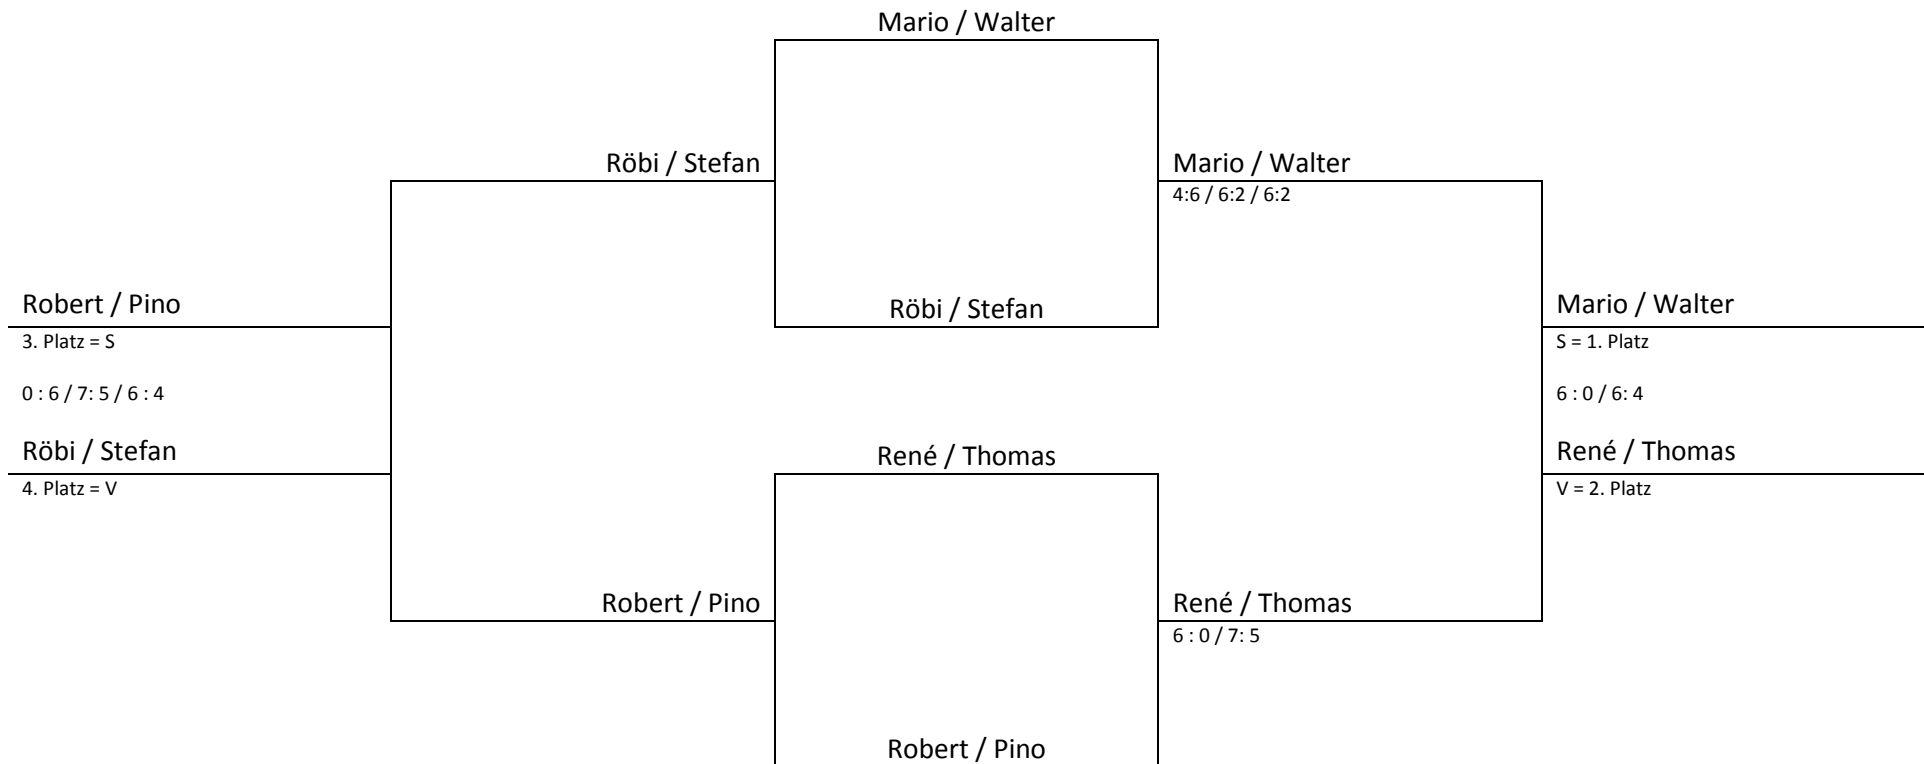 Mario / Walter
Röbi / Stefan
Mario / Walter
4:6 / 6:2 / 6:2
Robert / Pino
Röbi / Stefan
Mario / Walter
3. Platz = S
S = 1. Platz
0 : 6 / 7: 5 / 6 : 4
6 : 0 / 6: 4
Röbi / Stefan
René / Thomas
René / Thomas
4. Platz = V
V = 2. Platz
Robert / Pino
René / Thomas
6 : 0 / 7: 5
Robert / Pino